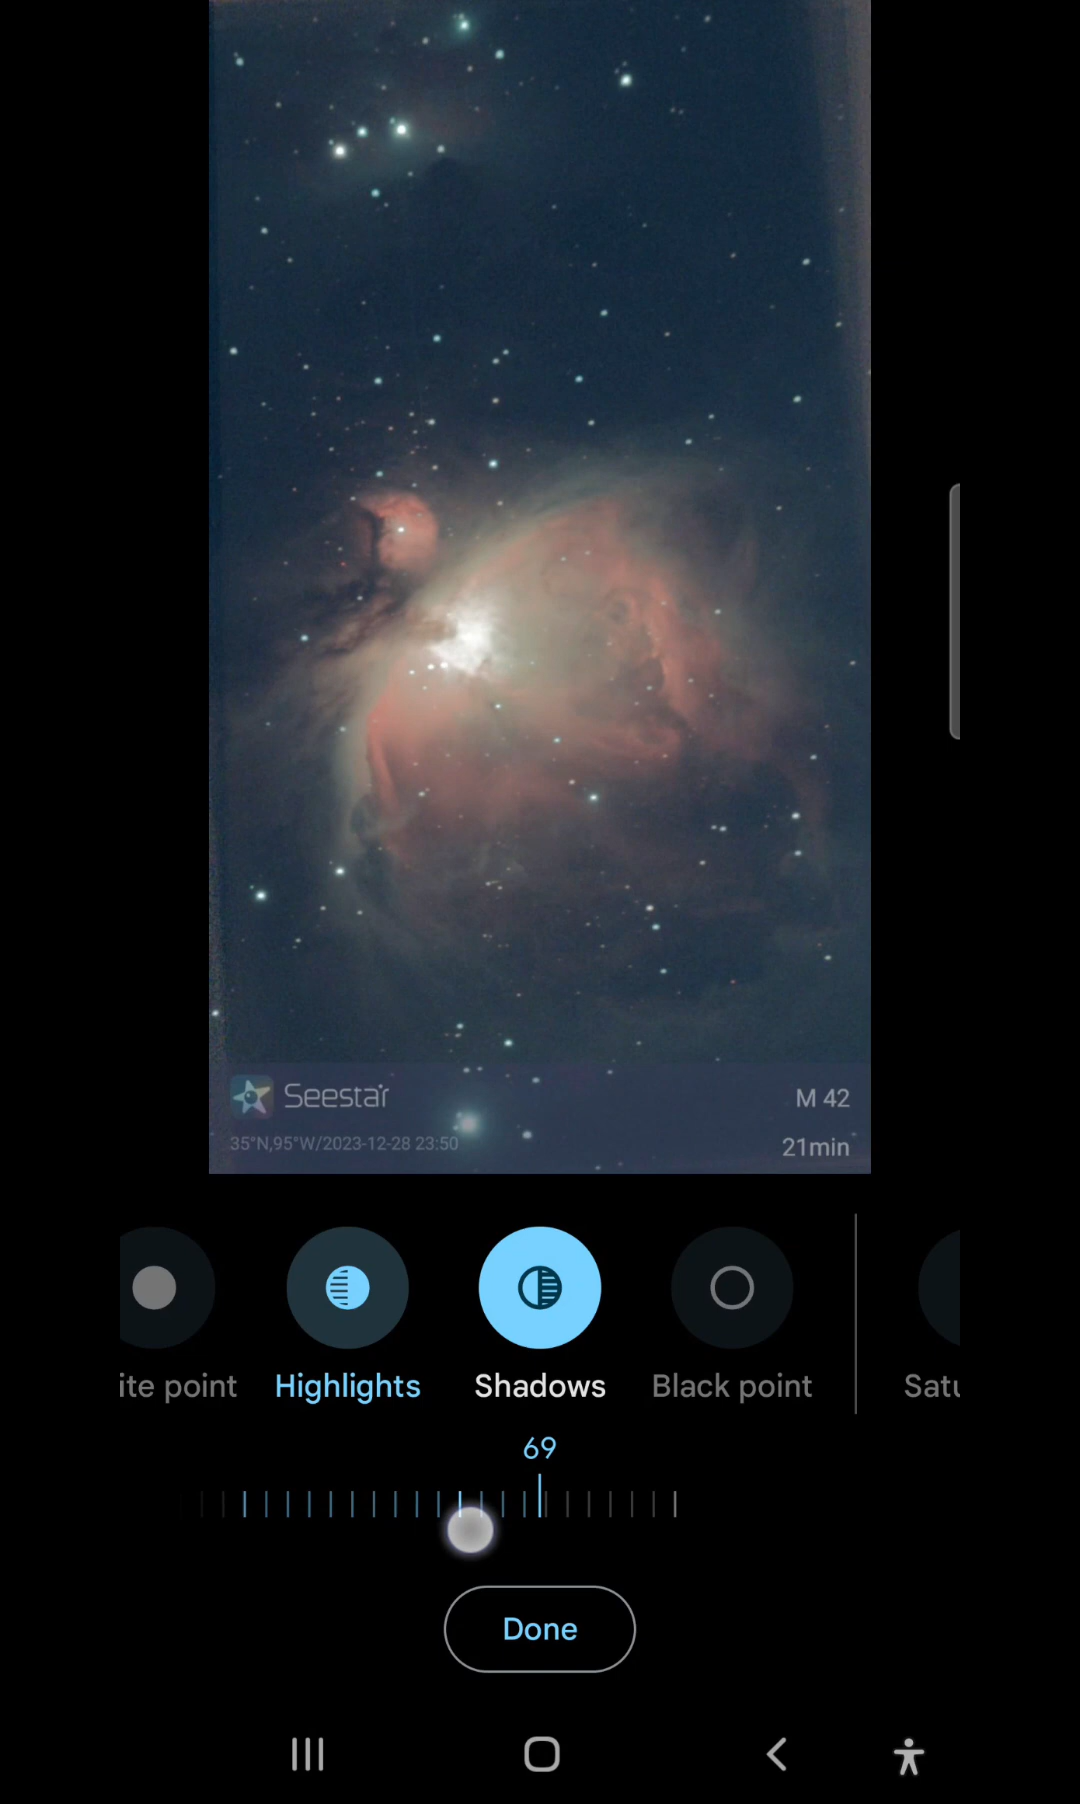 Seestar
M 42
35°N,95°W/2023-12-28 23:50
21min
ite point
Highlights
Shadows
Black point
Satu
69
Done